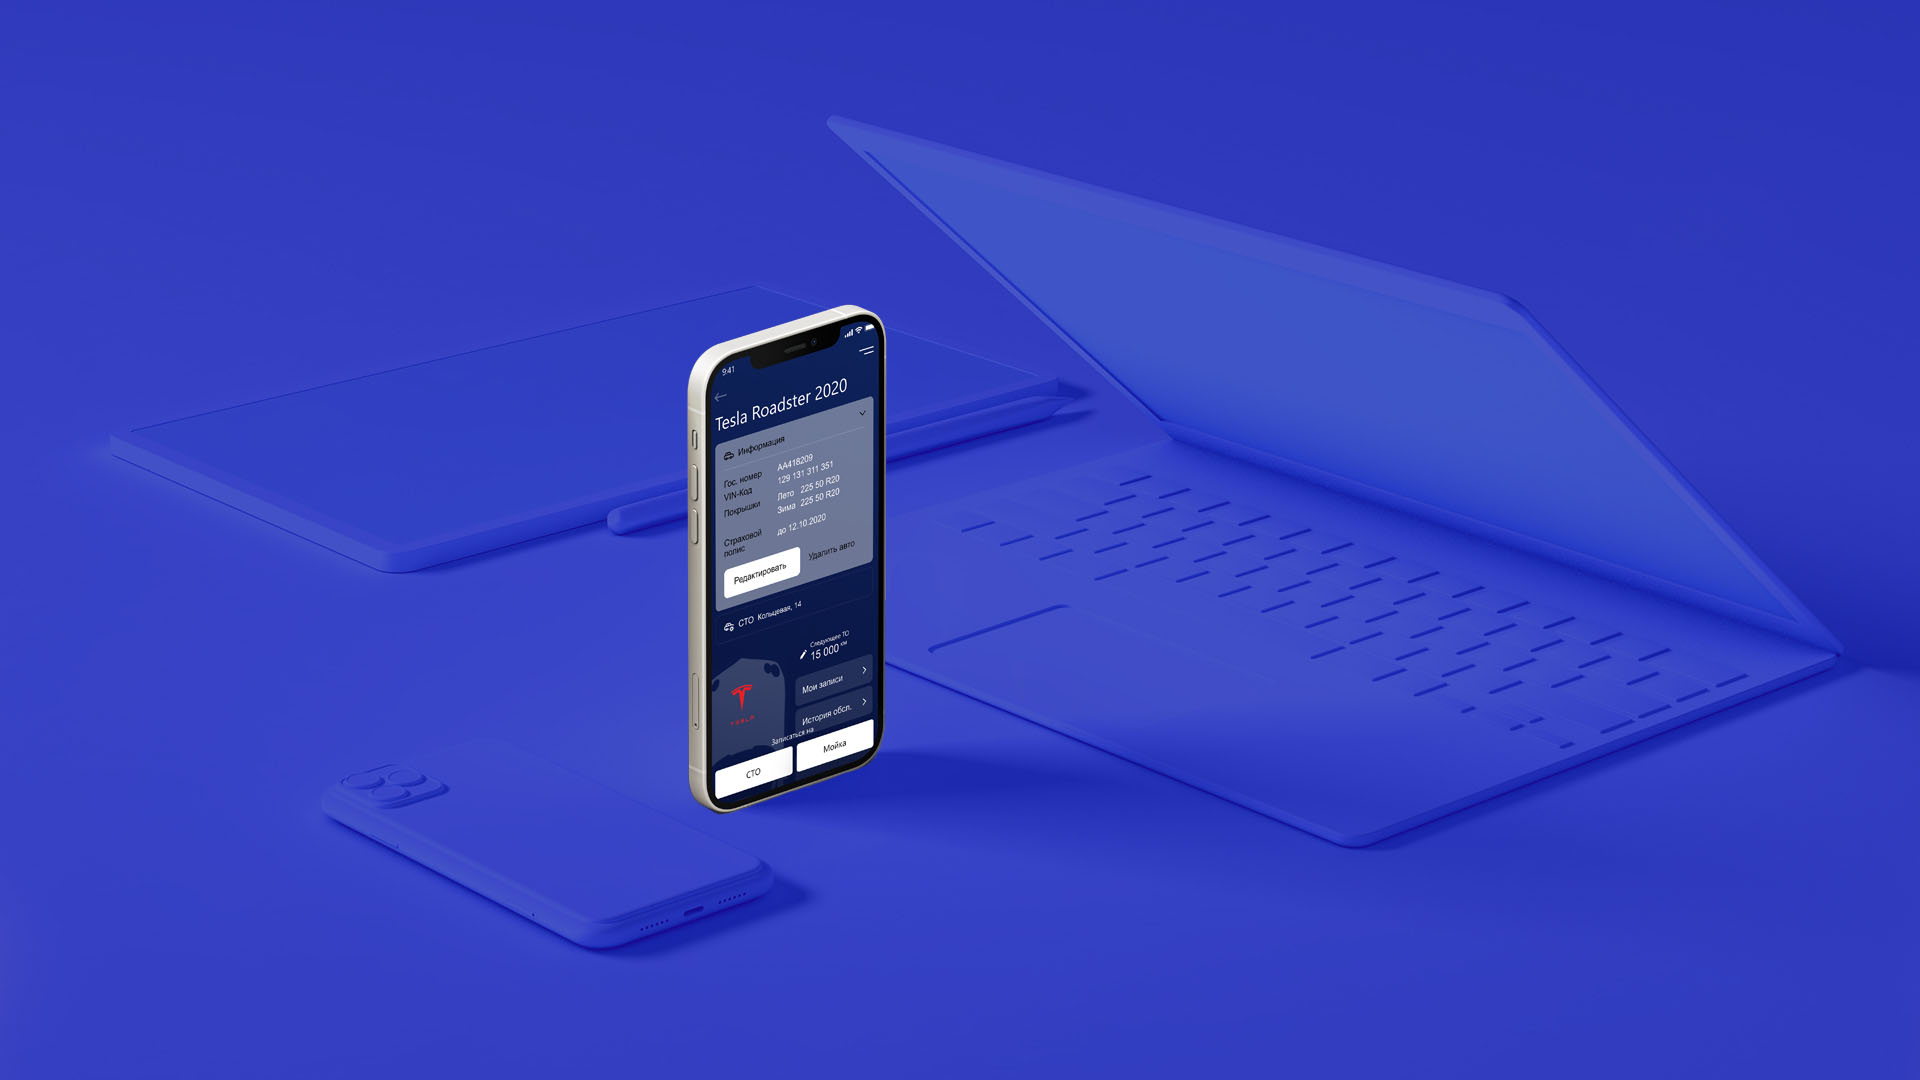 9:41
Tesla Roadster 2020
Информация
Гос. номер AA418209
VIN-Код 129 131 311 351
Покрышки Лето 225 50 R20
Зима 225 50 R20
Страховой полис до 12.10.2020
Редактировать Удалить авто
СТО Кольцевая, 14
Следующее ТО
15 000 км
Мои записи
TESLA
История обсл.
Записаться на
СТО Мойка